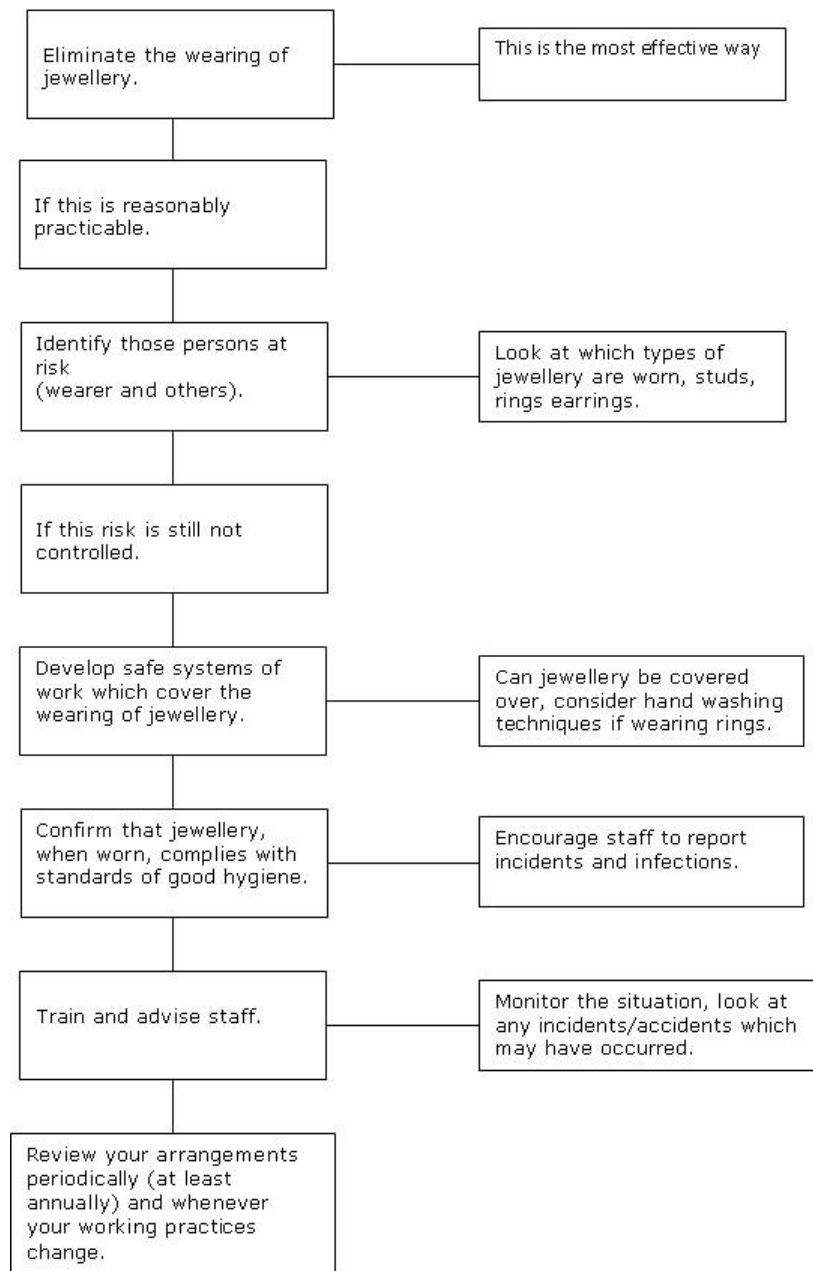 Eliminate the wearing of
jewellery.
This is the most effective way
If this is reasonably
practicable.
Identify those persons at
risk
(wearer and others).
Look at which types of
jewellery are worn, studs,
rings earrings.
If this risk is still not
controlled.
Develop safe systems of
work which cover the
wearing of jewellery.
Can jewellery be covered
over, consider hand washing
techniques if wearing rings.
Confirm that jewellery,
when worn, complies with
standards of good hygiene.
Encourage staff to report
incidents and infections.
Train and advise staff.
Monitor the situation, look at
any incidents/accidents which
may have occurred.
Review your arrangements
periodically (at least
annually) and whenever
your working practices
change.